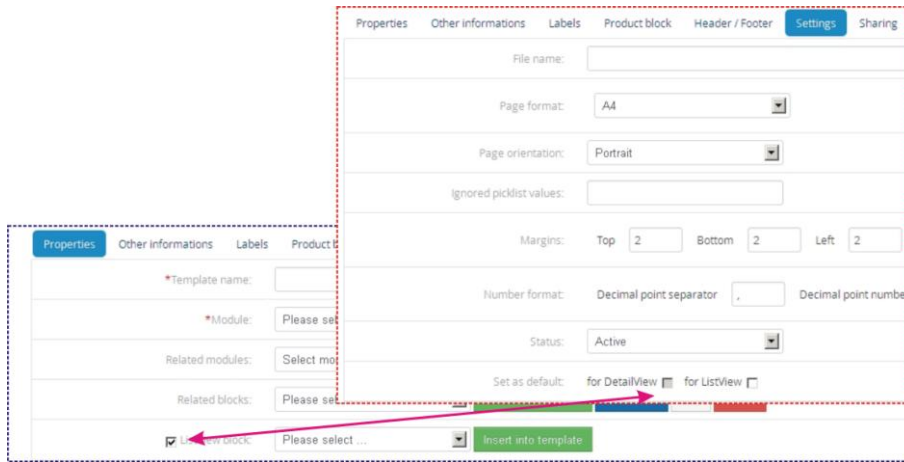 Properties Other informations Labels Product block Header / Footer Settings Sharing
File name:
Page format: A4
Page orientation: Portrait
Ignored picklist values:
Margins: Top 2 Bottom 2 Left 2
Number format: Decimal point separator , Decimal point numbe
Status: Active
Set as default: for DetailView for ListView
Properties Other informations Labels Product b
*Template name:
*Module: Please sel
Related modules: Select mo
Related blocks: Please se
block: Please select ... Insert into template